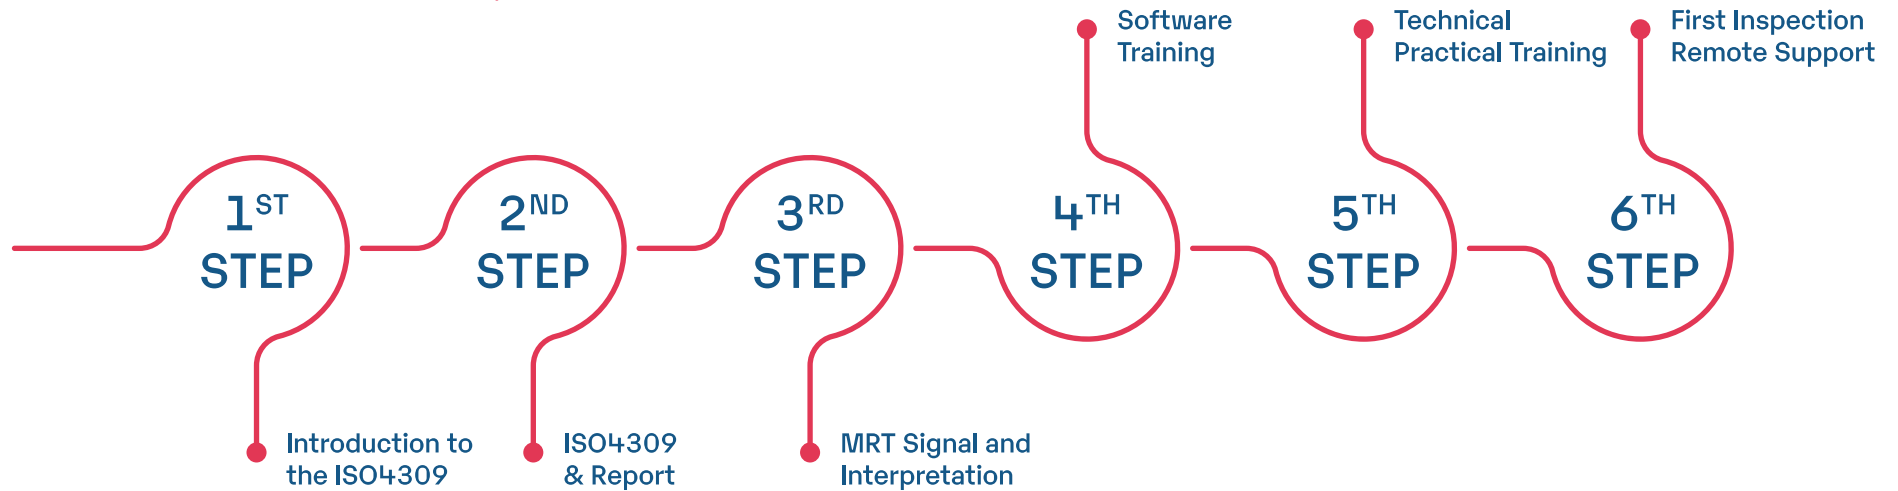 Software
Training
Technical
Practical Training
First Inspection
Remote Support
1ST
STEP
2ND
STEP
3RD
STEP
4TH
STEP
5TH
STEP
6TH
STEP
Introduction to
the ISO4309
ISO4309
& Report
MRT Signal and
Interpretation